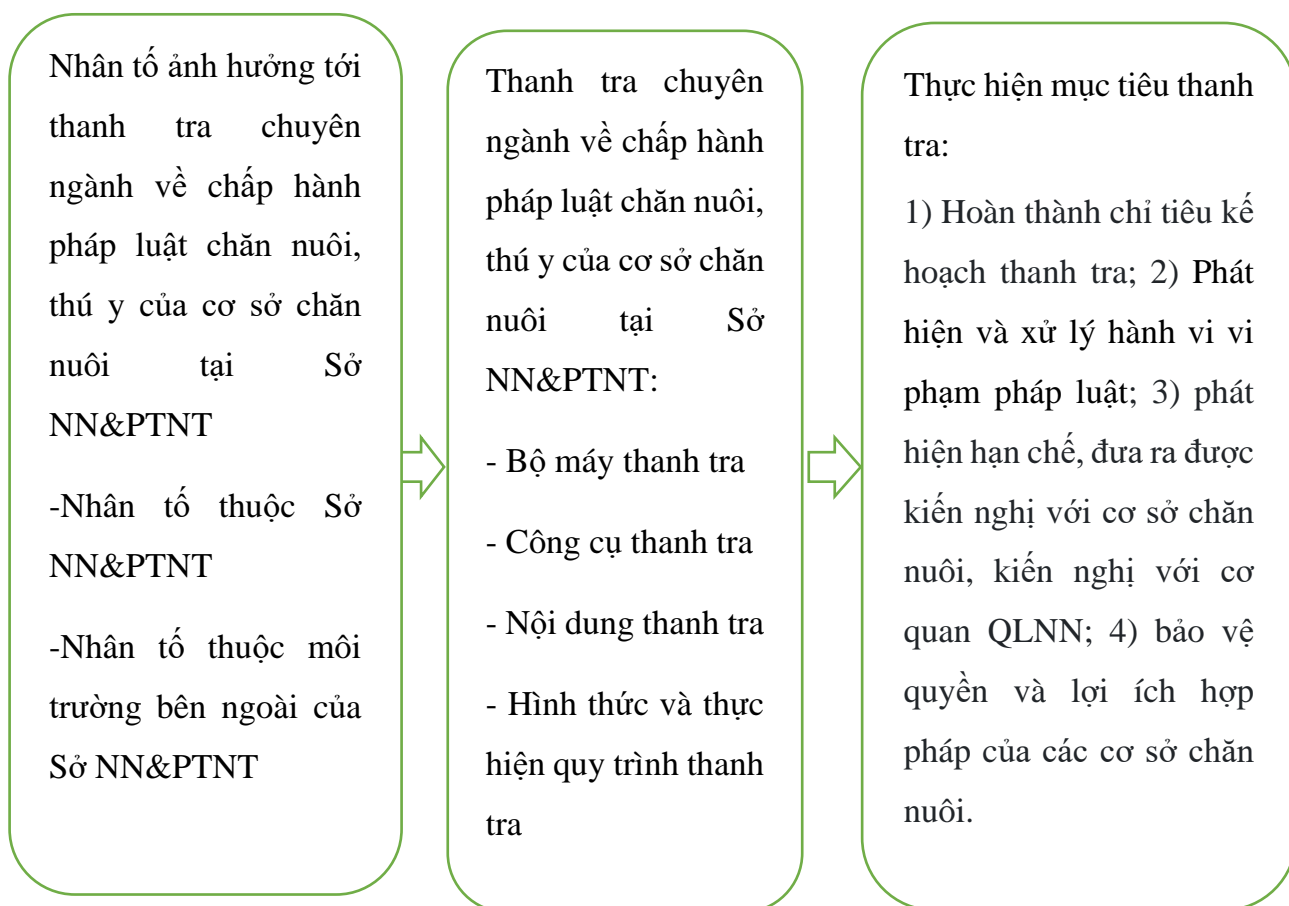 Nhân tố ảnh hưởng tới
thanh tra chuyên
ngành về chấp hành
pháp luật chăn nuôi,
thú y của cơ sở chăn
nuôi tại Sở
NN&PTNT
-Nhân tố thuộc Sở
NN&PTNT
-Nhân tố thuộc môi
trường bên ngoài của
Sở NN&PTNT
Thanh tra chuyên
ngành về chấp hành
pháp luật chăn nuôi,
thú y của cơ sở chăn
nuôi tại Sở
NN&PTNT:
- Bộ máy thanh tra
- Công cụ thanh tra
- Nội dung thanh tra
- Hình thức và thực
hiện quy trình thanh
tra
Thực hiện mục tiêu thanh
tra:
1) Hoàn thành chỉ tiêu kế
hoạch thanh tra; 2) Phát
hiện và xử lý hành vi vi
phạm pháp luật; 3) phát
hiện hạn chế, đưa ra được
kiến nghị với cơ sở chăn
nuôi, kiến nghị với cơ
quan QLNN; 4) bảo vệ
quyền và lợi ích hợp
pháp của các cơ sở chăn
nuôi.